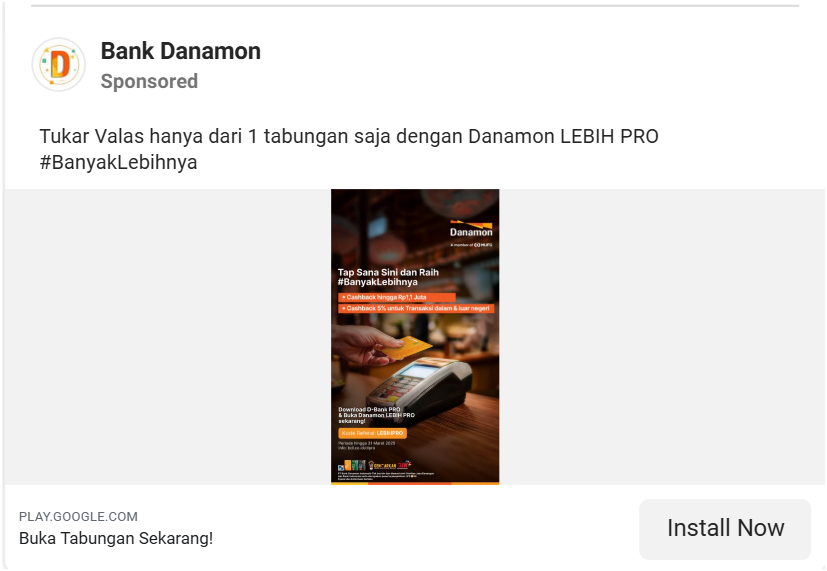 Bank Danamon
Sponsored
Tukar Valas hanya dari 1 tabungan saja dengan Danamon LEBIH PRO
#BanyakLebihnya
Danamon
A member of MUFG
Tap Sana Sini dan Raih
#BanyakLebihnya
• Cashback hingga Rp1,1 Juta
• Cashback 5% untuk Transaksi dalam & luar negeri
Download D-Bank PRO
& Buka Danamon LEBIH PRO
sekarang!
Kode Referral: LEBIHPRO
Periode hingga 31 Maret 2025
PLAY.GOOGLE.COM
Buka Tabungan Sekarang!
Install Now